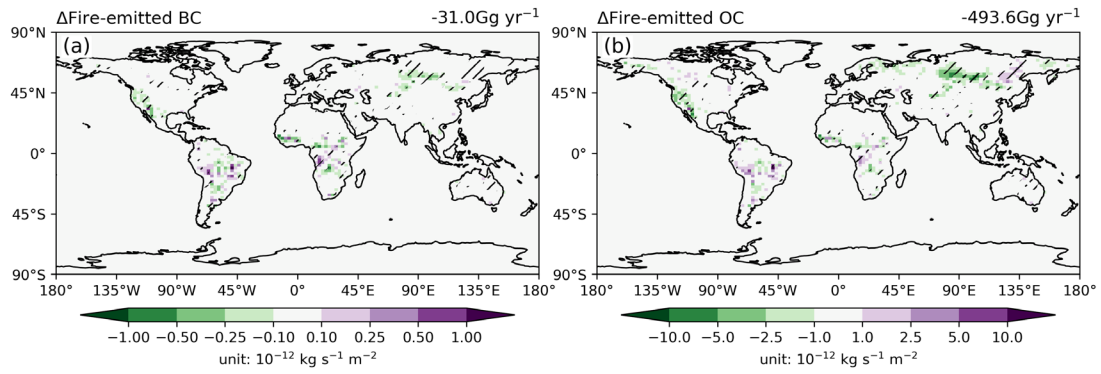 ΔFire-emitted BC -31.0Gg yr⁻¹
(a)
90°N
45°N
0°
45°S
90°S
180° 135°W 90°W 45°W 0° 45°E 90°E 135°E 180°
−1.00 −0.50 −0.25 −0.10 0.10 0.25 0.50 1.00
unit: 10⁻¹² kg s⁻¹ m⁻²
ΔFire-emitted OC -493.6Gg yr⁻¹
(b)
90°N
45°N
0°
45°S
90°S
180° 135°W 90°W 45°W 0° 45°E 90°E 135°E 180°
−10.0 −5.0 −2.5 −1.0 1.0 2.5 5.0 10.0
unit: 10⁻¹² kg s⁻¹ m⁻²